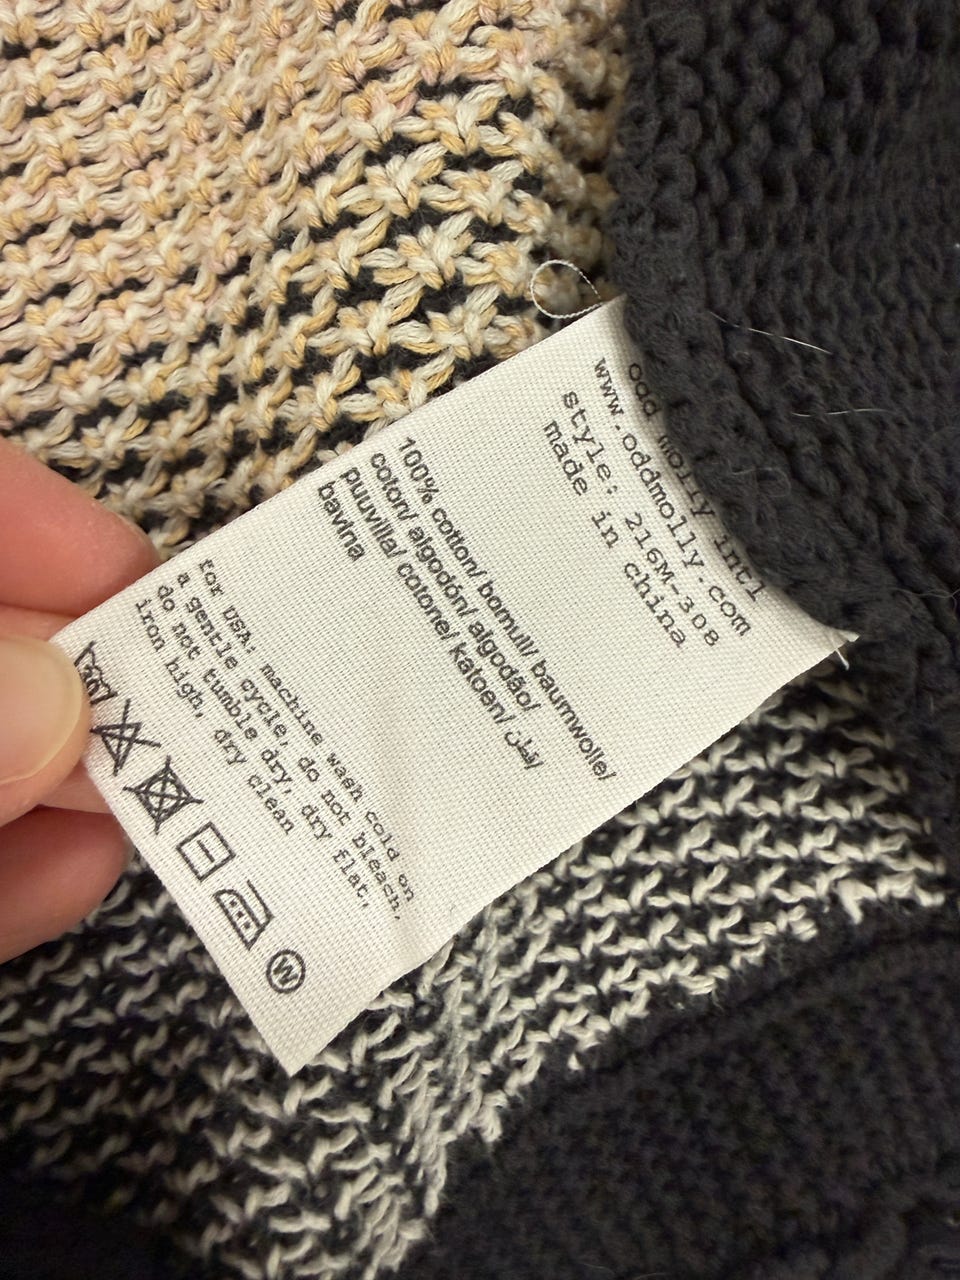 odd molly intl
www.oddmolly.com
style: 216M-308
made in china
100% cotton/ bomull/ baumwolle/
coton/ algodón/ algodão/
puuvilla/ cotone/ katoen/ قطن/
bavlna
for USA: machine wash cold on
a gentle cycle, do not bleach,
do not tumble dry, dry flat,
iron high, dry clean
W